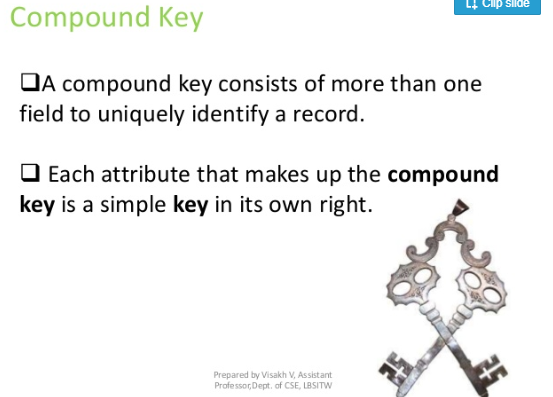 Clip slide
Compound Key
❑A compound key consists of more than one
field to uniquely identify a record.
❑ Each attribute that makes up the compound
key is a simple key in its own right.
Prepared by Visakh V, Assistant
Professor,Dept. of CSE, LBSITW